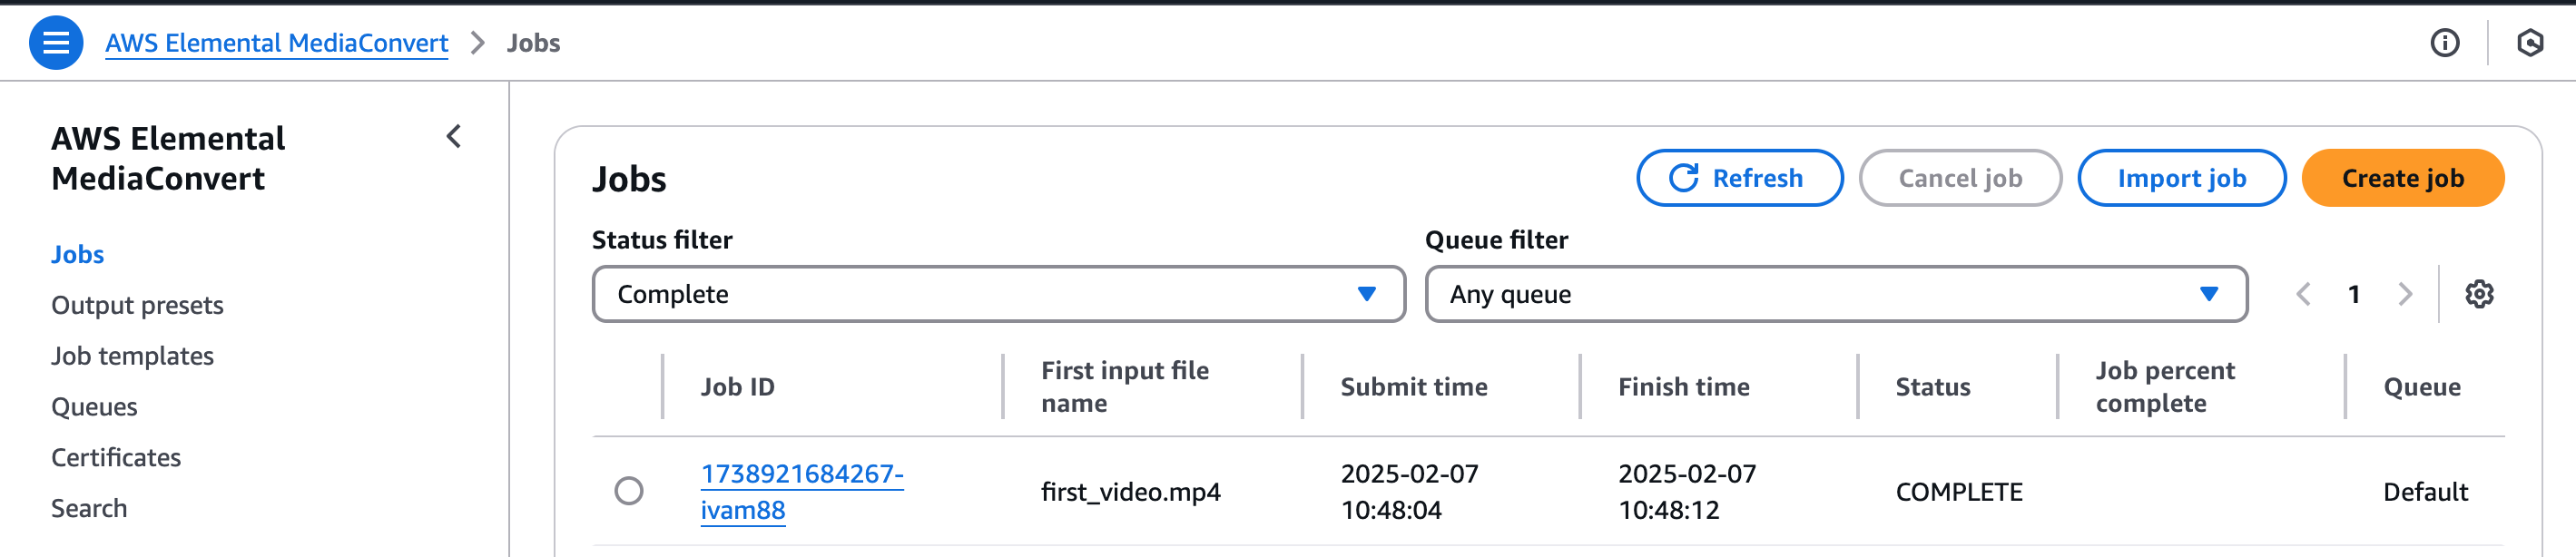 AWS Elemental MediaConvert > Jobs
AWS Elemental
MediaConvert
Jobs
Output presets
Job templates
Queues
Certificates
Search
Jobs
Refresh
Cancel job
Import job
Create job
Status filter
Queue filter
Complete
Any queue
1
Job ID
First input file
name
Submit time
Finish time
Status
Job percent
complete
Queue
1738921684267-
ivam88
first_video.mp4
2025-02-07
10:48:04
2025-02-07
10:48:12
COMPLETE
Default